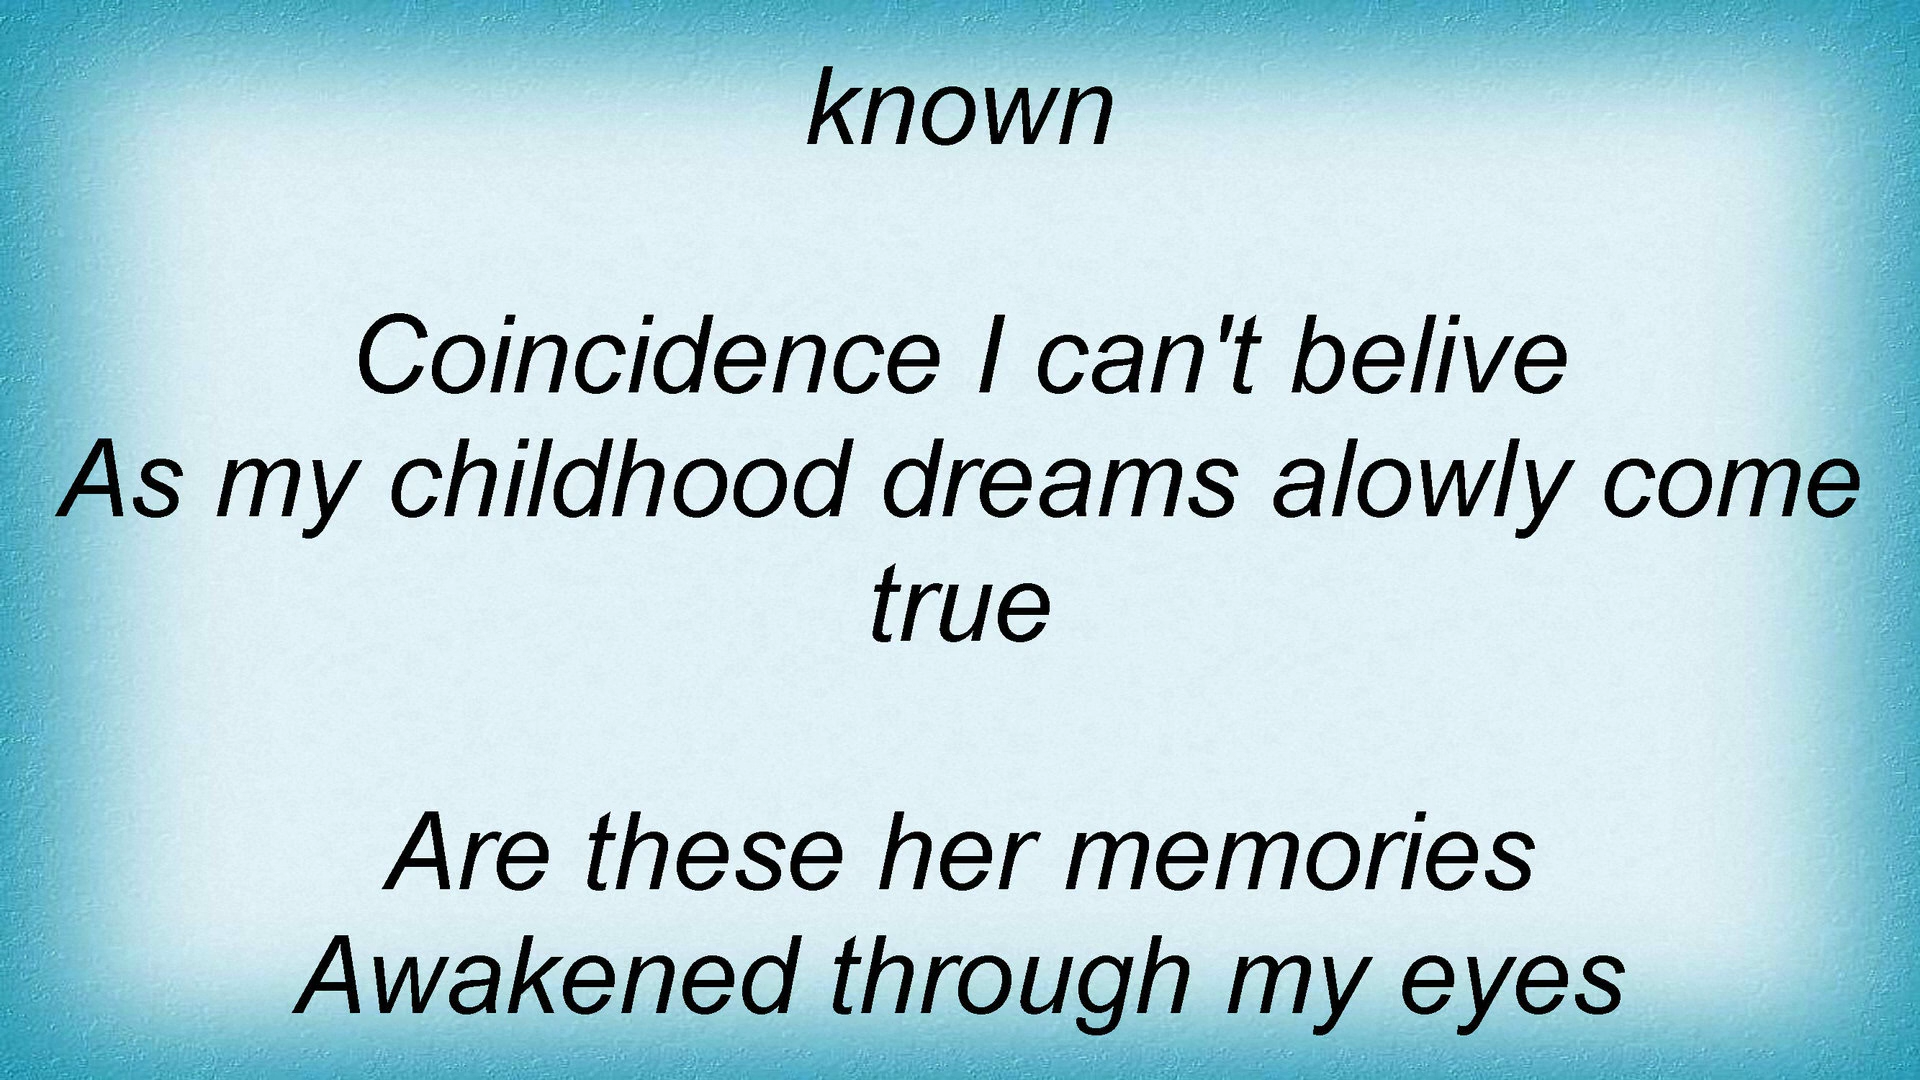 known
Coincidence I can't belive
As my childhood dreams alowly come
true
Are these her memories
Awakened through my eyes